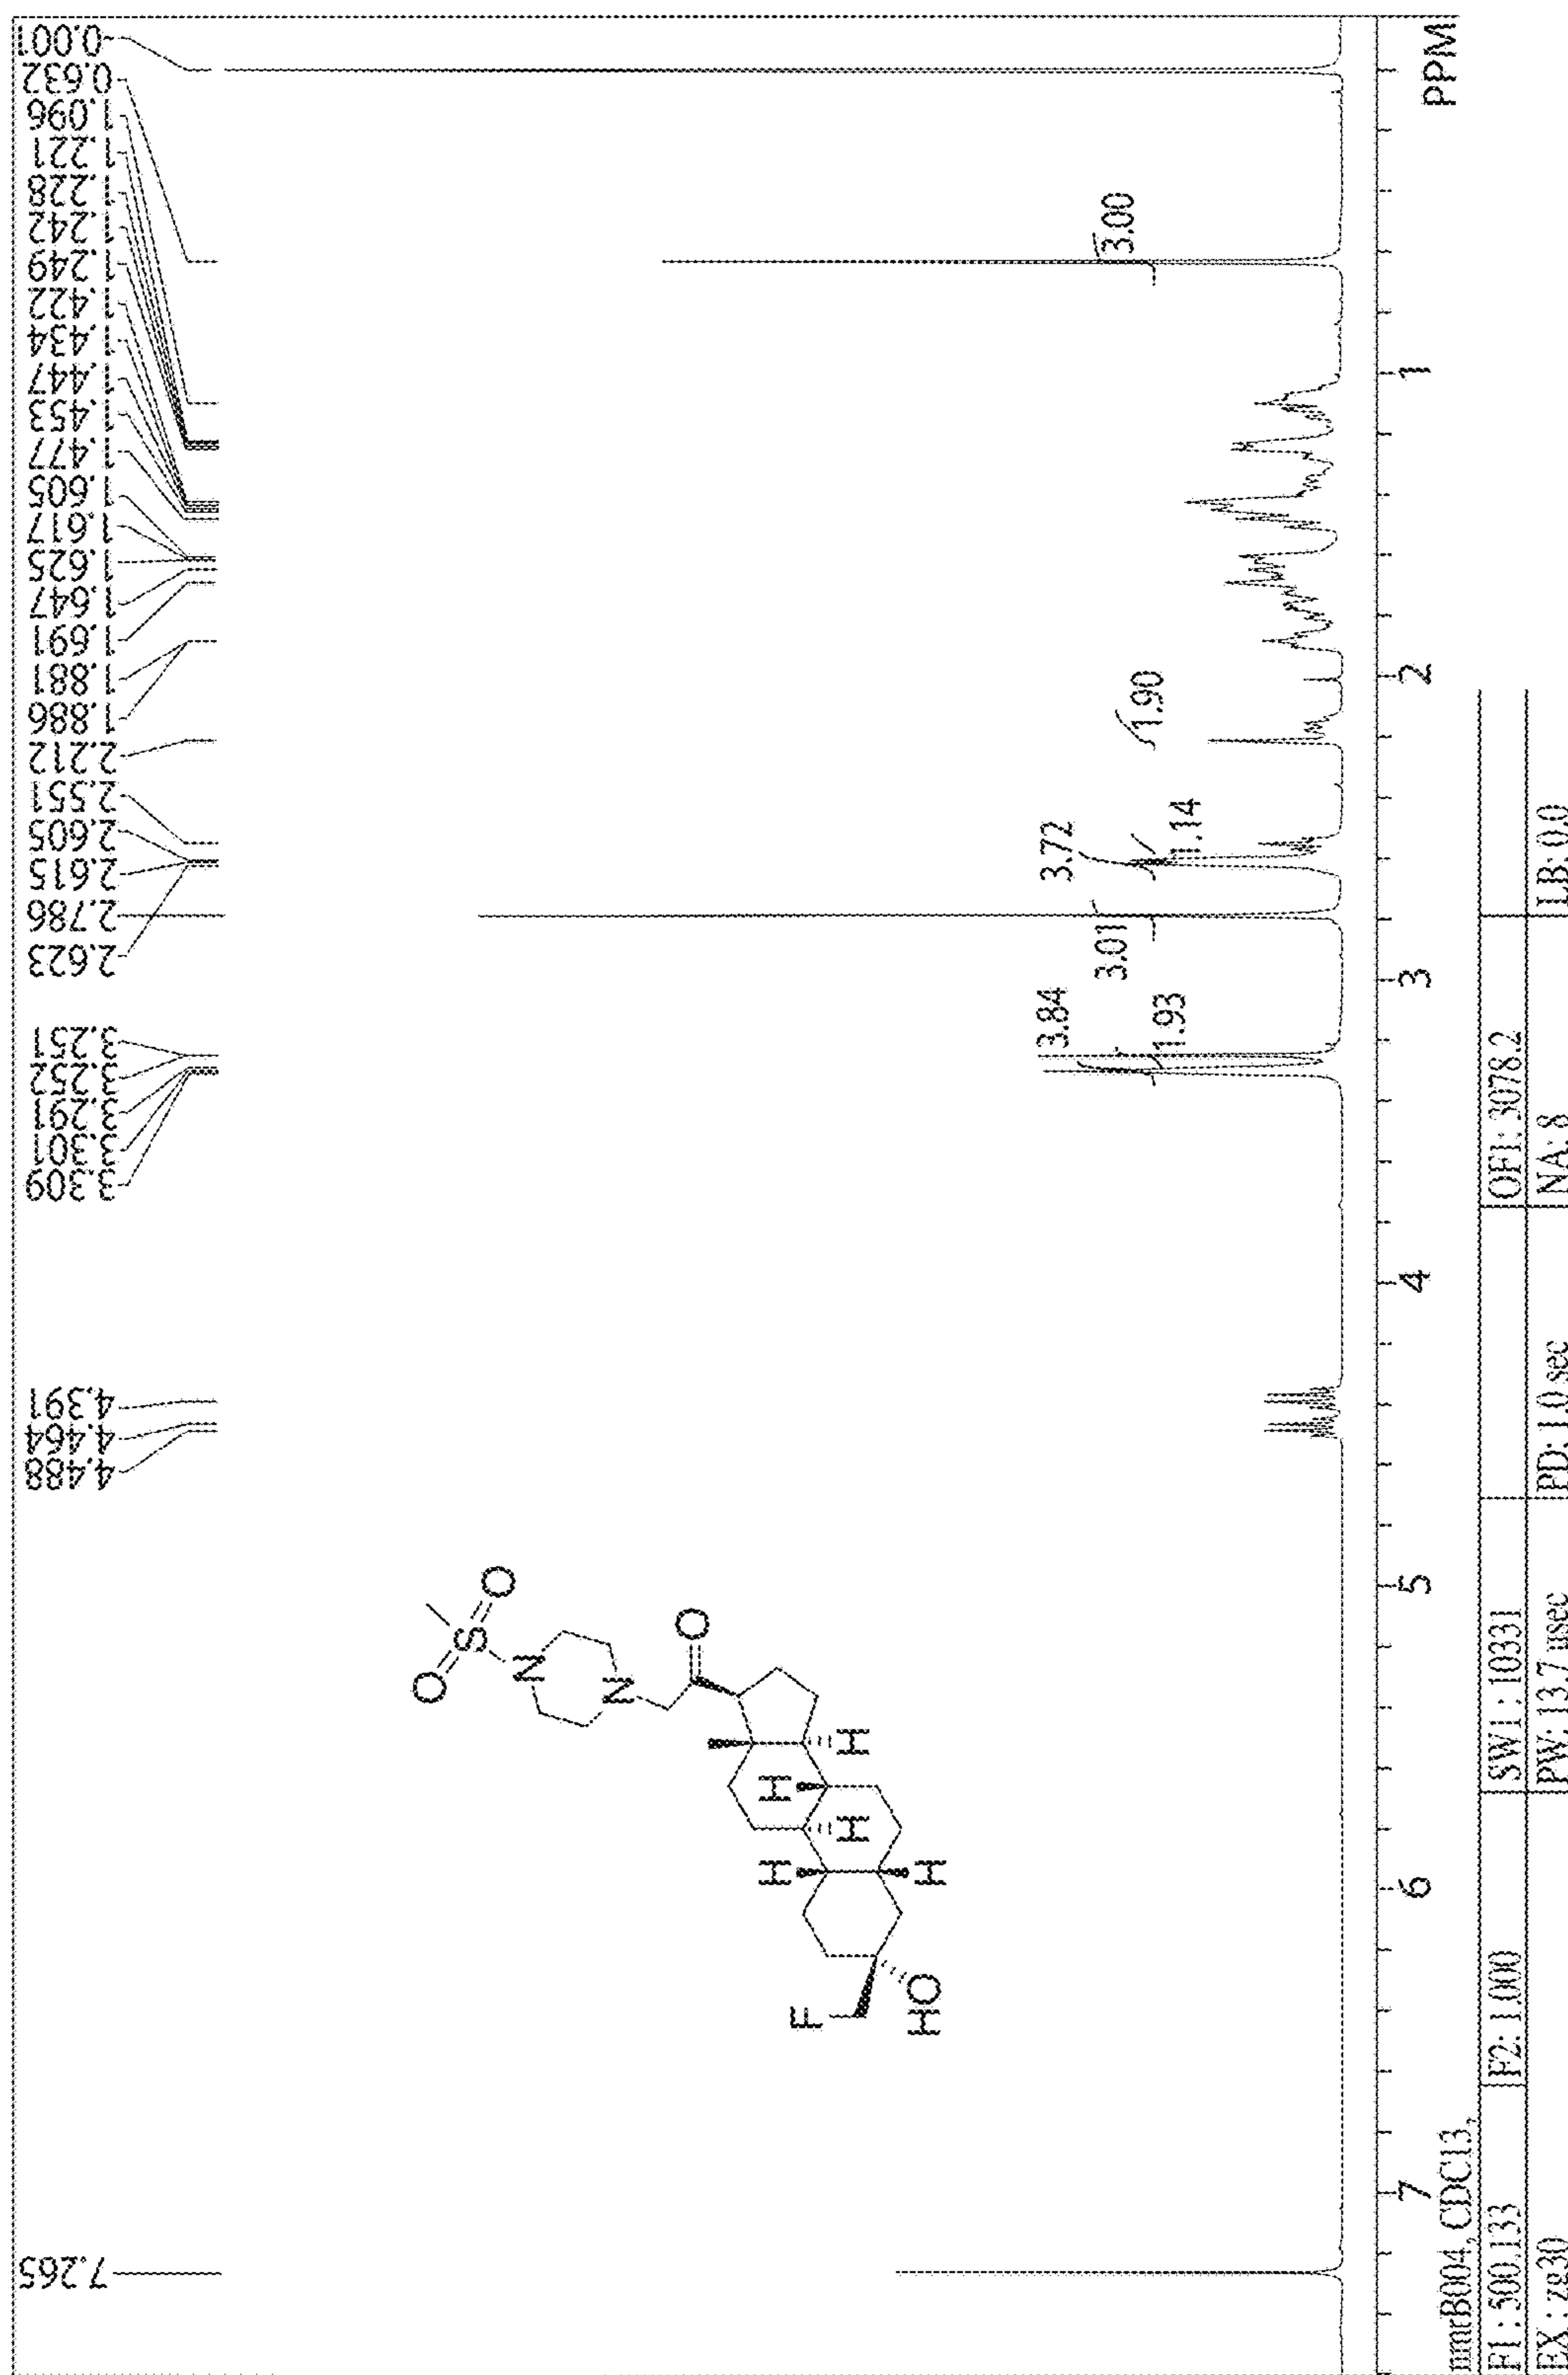 7.265
4.488
4.464
4.391
3.309
3.301
3.291
3.252
3.251
2.623
2.786
2.615
2.605
2.551
2.212
1.886
1.881
1.691
1.647
1.625
1.617
1.605
1.477
1.453
1.447
1.434
1.422
1.249
1.242
1.228
1.221
1.096
0.632
-0.001
3.84
1.93
3.01
3.72
1.14
1.90
3.00
O
S
O
N
N
O
H
H
H
H
H
F
HO
7 6 5 4 3 2 1 PPM
nmrB004, CDCl3,
F1: 500.133 F2: 1.000 SW1: 10331 OF1: 3078.2
EX: zg30 PW: 13.7 usec PD: 1.0 sec NA: 8 LB: 0.0